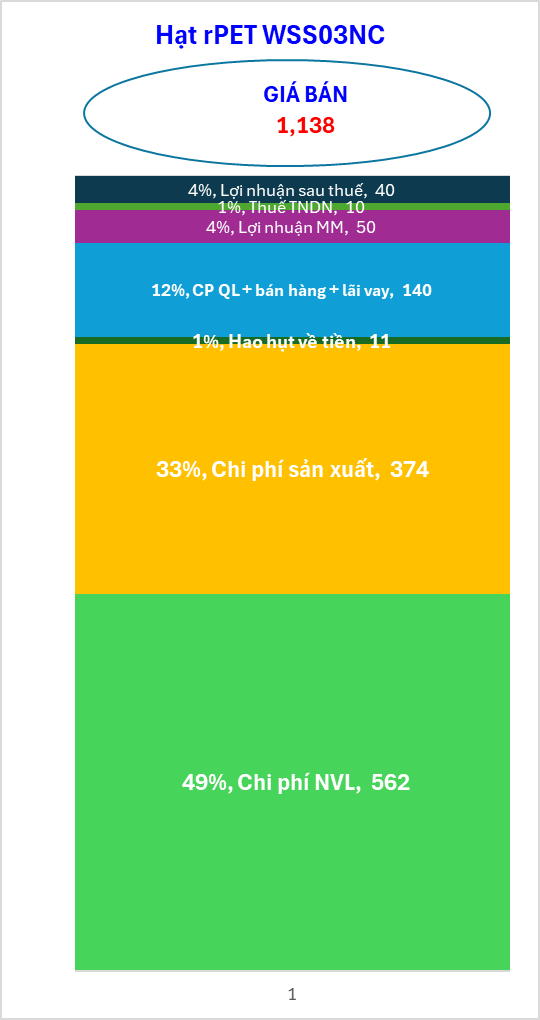 Hạt rPET WSS03NC
GIÁ BÁN
1,138
4%, Lợi nhuận sau thuế, 40
1%, Thuế TNDN, 10
4%, Lợi nhuận MM, 50
12%, CP QL + bán hàng + lãi vay, 140
1%, Hao hụt về tiền, 11
33%, Chi phí sản xuất, 374
49%, Chi phí NVL, 562
1